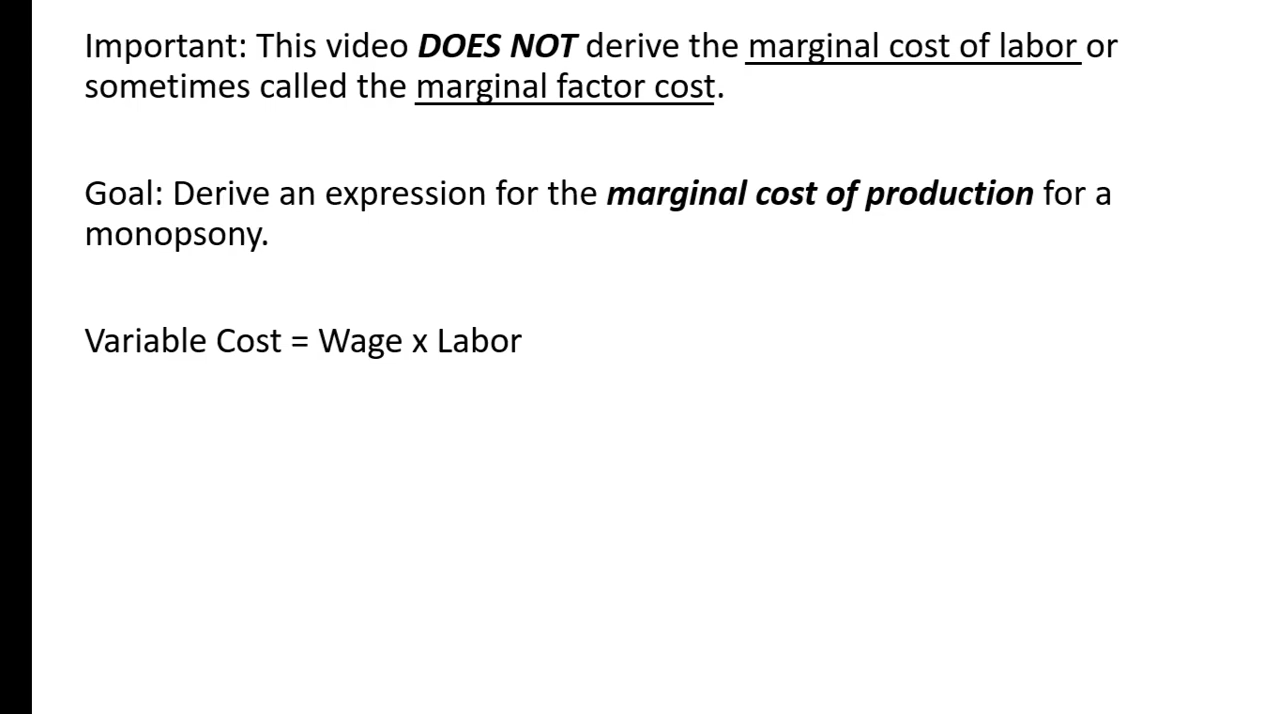 Important: This video DOES NOT derive the marginal cost of labor or
sometimes called the marginal factor cost.
Goal: Derive an expression for the marginal cost of production for a
monopsony.
Variable Cost = Wage x Labor